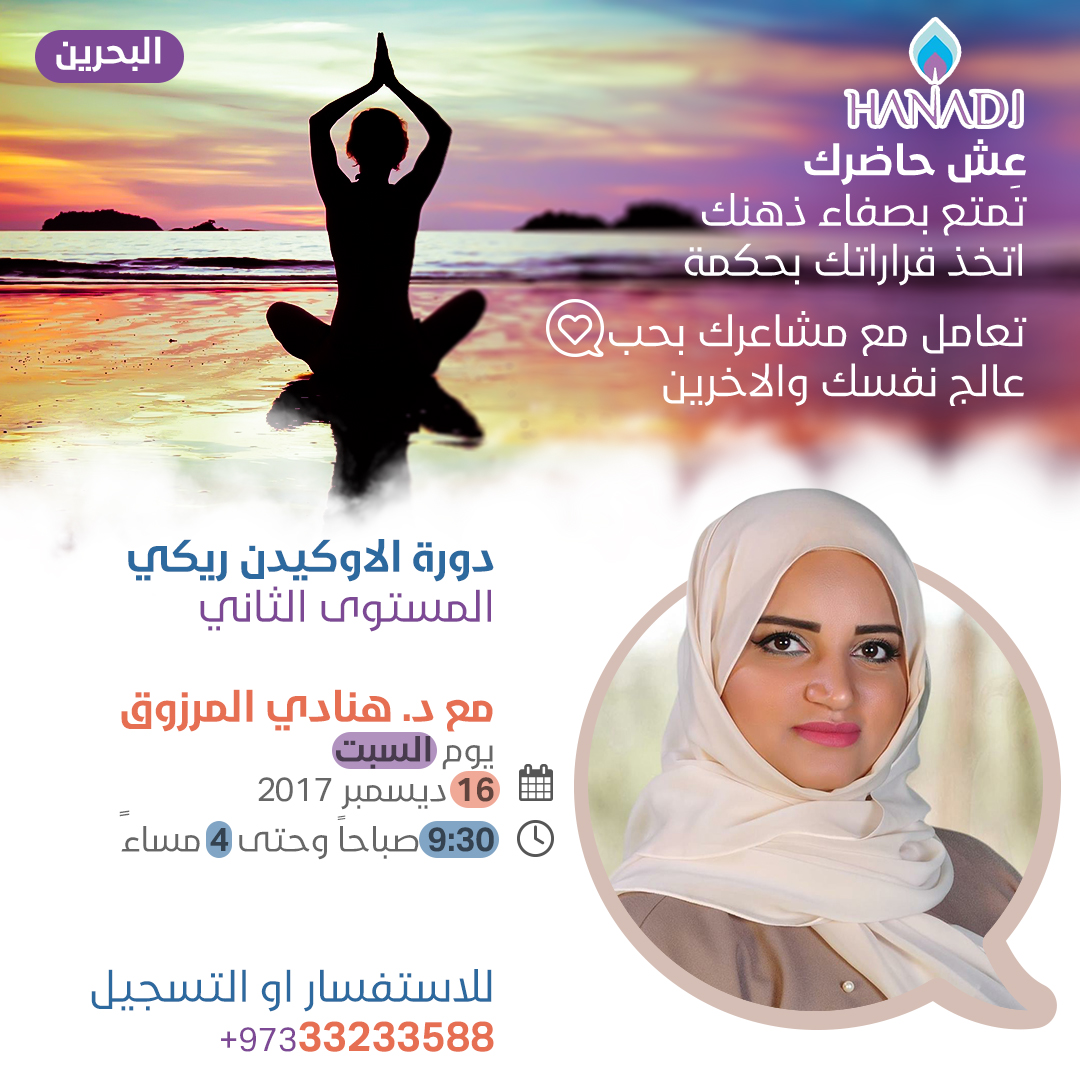 البحرين
HANADI
عِش حاضرك
تَمتع بصفاء ذهنك
اتخذ قراراتك بحكمة
تعامل مع مشاعرك بحب
عالج نفسك والاخرين
دورة الاوكيدن ريكي
المستوى الثاني
مع د. هنادي المرزوق
يوم السبت
16 ديسمبر 2017
9:30 صباحاً وحتى 4 مساءً
للاستفسار او التسجيل
+97333233588